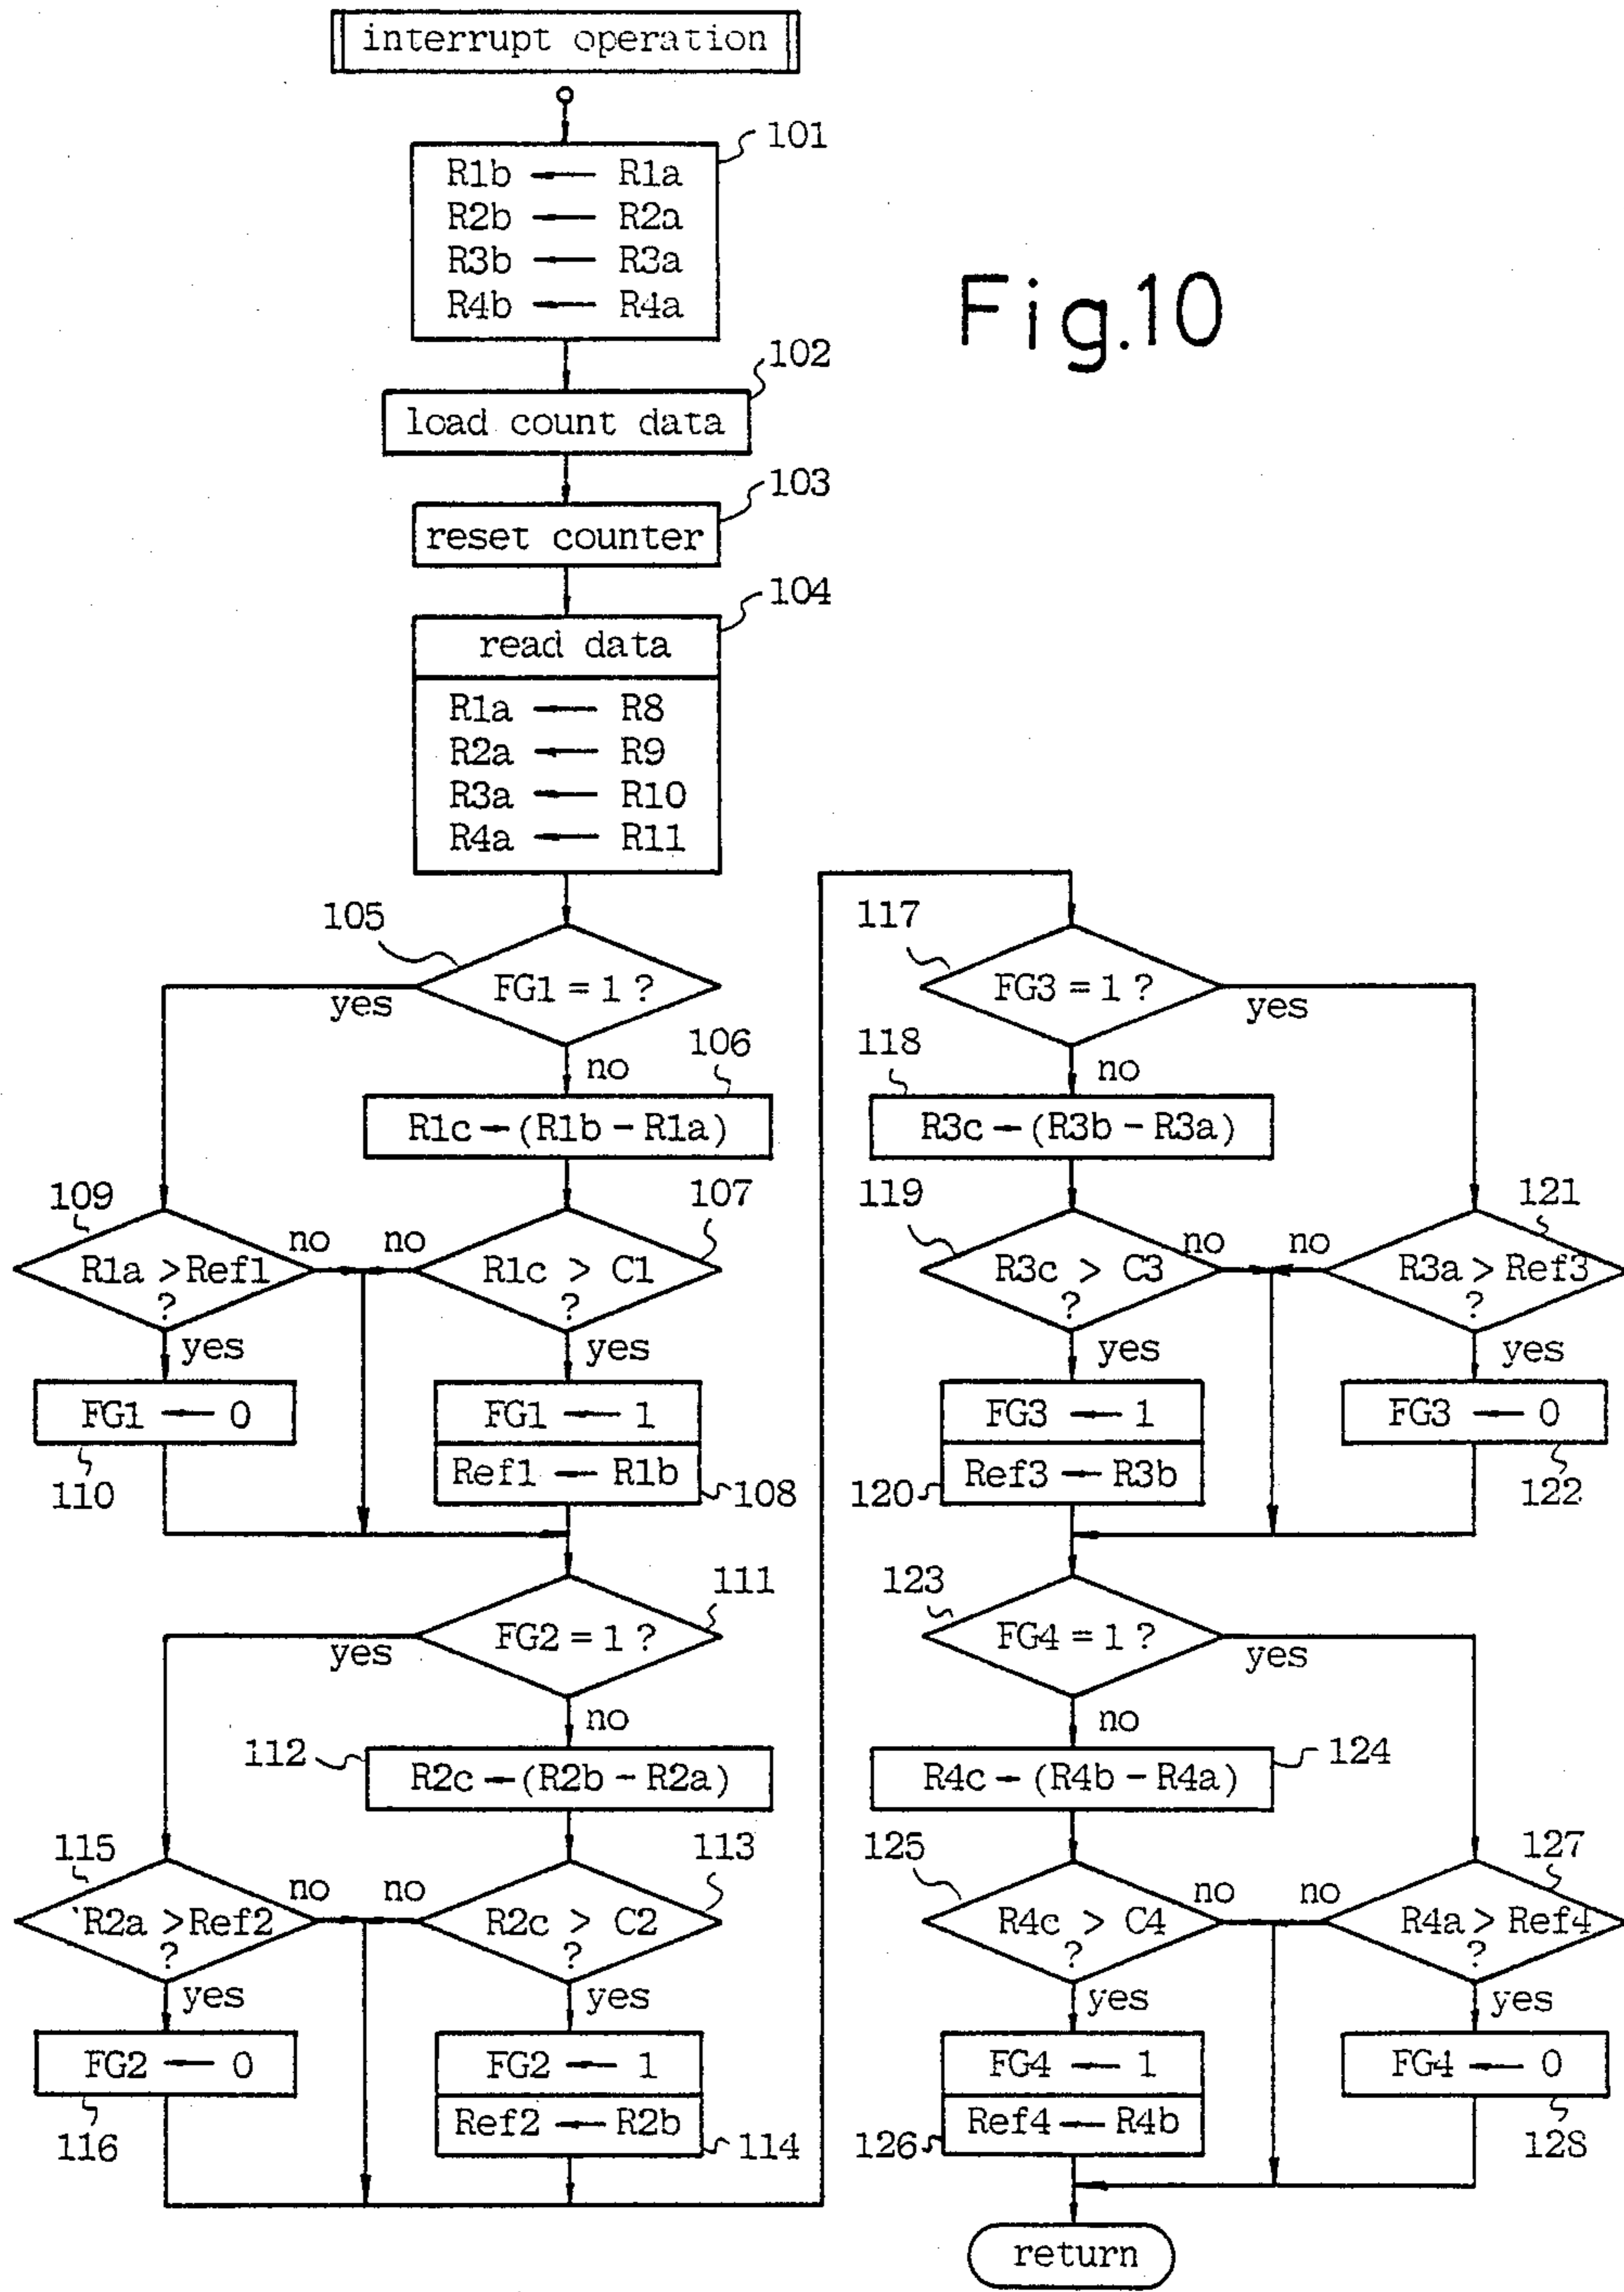 interrupt operation
101
R1b ← R1a
R2b ← R2a
R3b ← R3a
R4b ← R4a
Fig.10
102
load count data
103
reset counter
104
read data
R1a ← R8
R2a ← R9
R3a ← R10
R4a ← R11
105
FG1 = 1 ?
yes
no
106
R1c ← (R1b - R1a)
109
R1a > Ref1
?
no
yes
107
R1c > C1
?
no
yes
FG1 ← 0
110
FG1 ← 1
Ref1 ← R1b
108
111
FG2 = 1 ?
yes
no
112
R2c ← (R2b - R2a)
115
R2a > Ref2
?
no
yes
113
R2c > C2
?
no
yes
FG2 ← 0
116
FG2 ← 1
Ref2 ← R2b
114
117
FG3 = 1 ?
yes
no
118
R3c ← (R3b - R3a)
119
R3c > C3
?
no
yes
121
R3a > Ref3
?
no
yes
FG3 ← 1
Ref3 ← R3b
120
FG3 ← 0
122
123
FG4 = 1 ?
yes
no
124
R4c ← (R4b - R4a)
125
R4c > C4
?
no
yes
127
R4a > Ref4
?
no
yes
FG4 ← 1
Ref4 ← R4b
126
FG4 ← 0
128
return